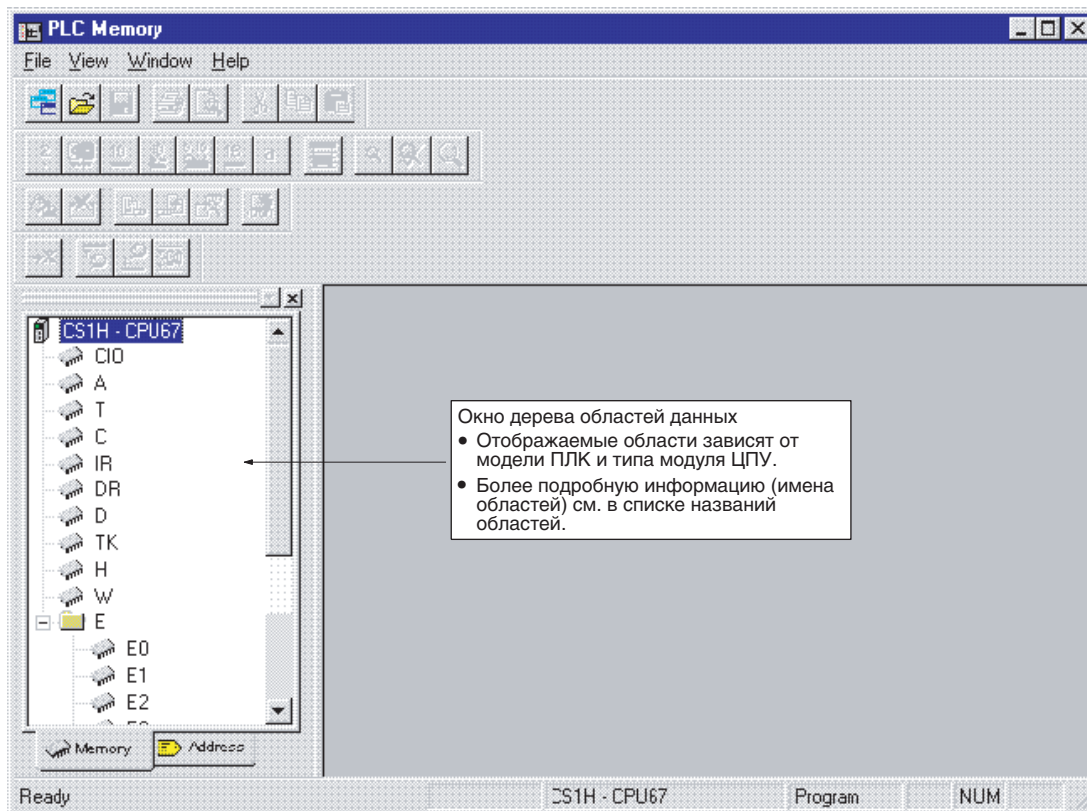 PLC Memory
File View Window Help
CS1H - CPU67
CIO
A
T
C
IR
DR
D
TK
H
W
E
E0
E1
E2
Memory Address
Окно дерева областей данных
• Отображаемые области зависят от
модели ПЛК и типа модуля ЦПУ.
• Более подробную информацию (имена
областей) см. в списке названий
областей.
Ready CS1H - CPU67 Program NUM